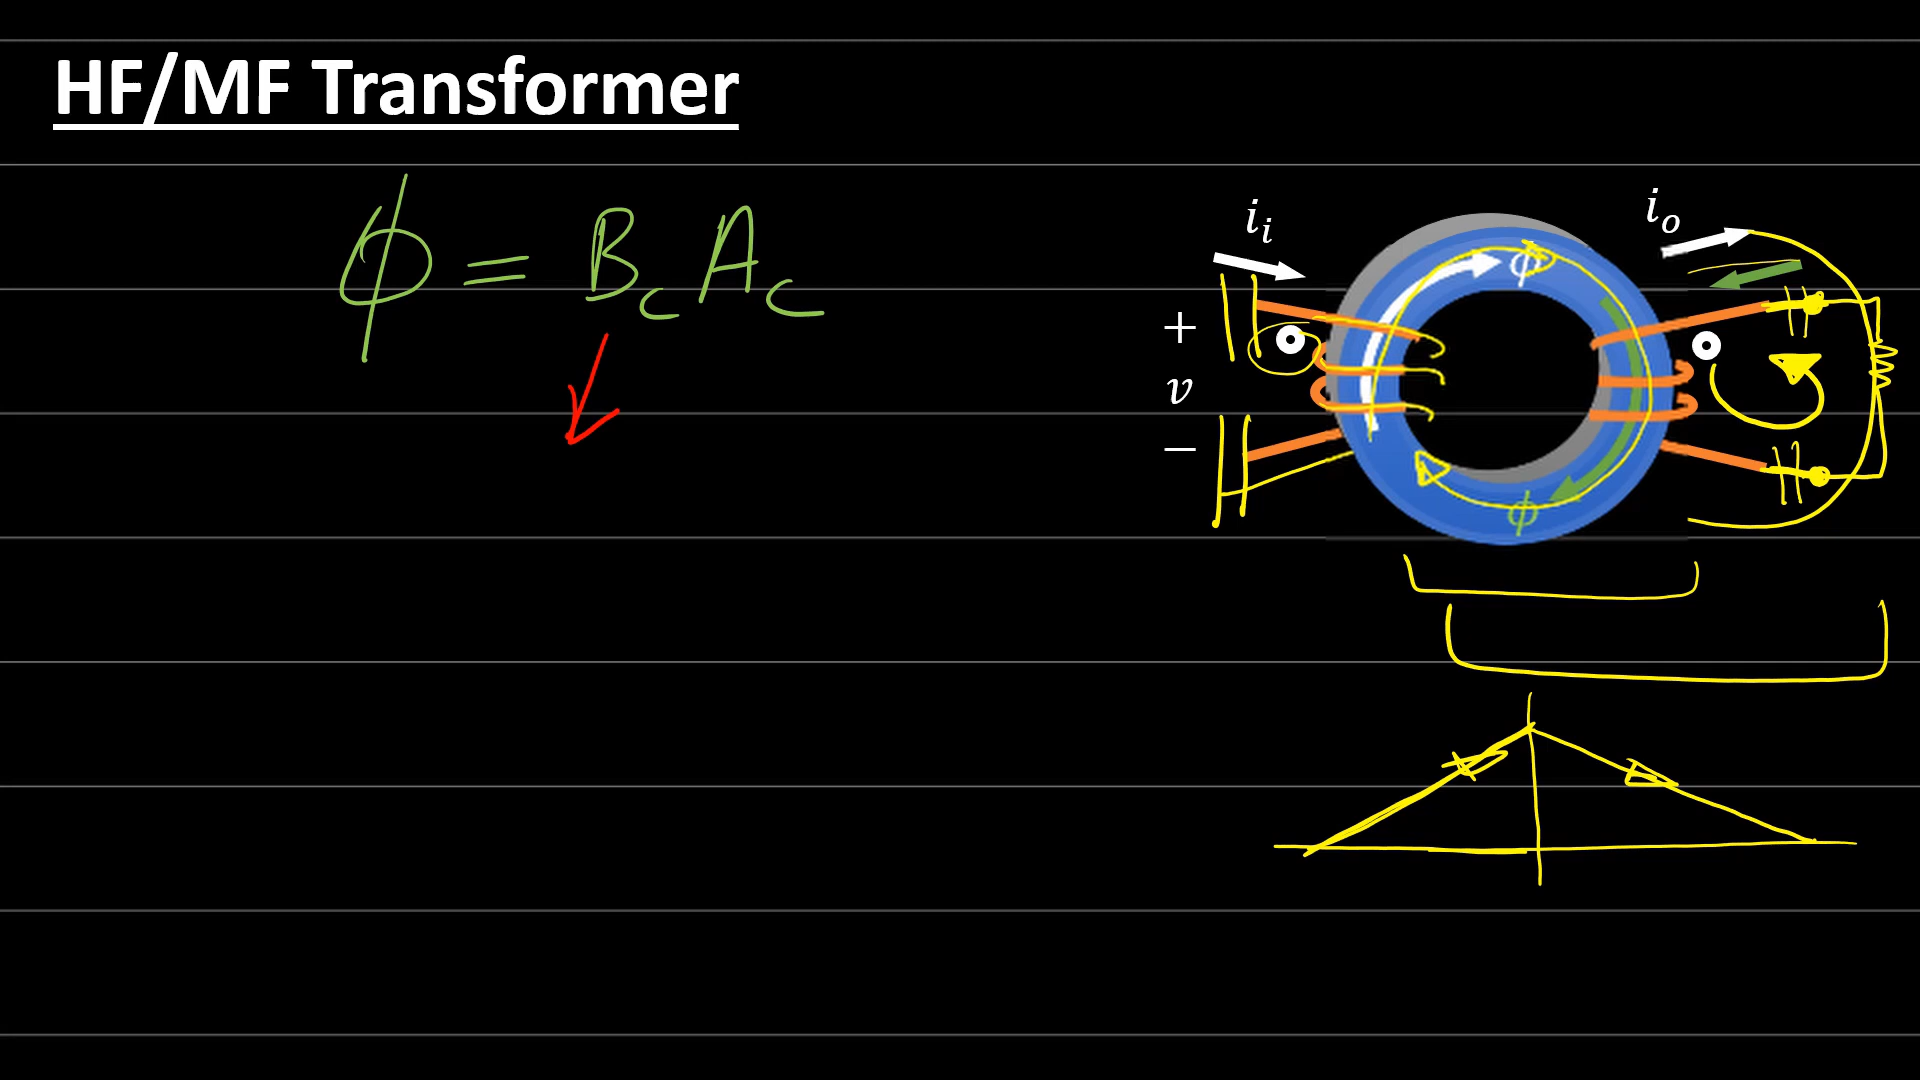 HF/MF Transformer
ϕ = B_c A_c
i_i
i_o
ϕ
+
v
−
ϕ